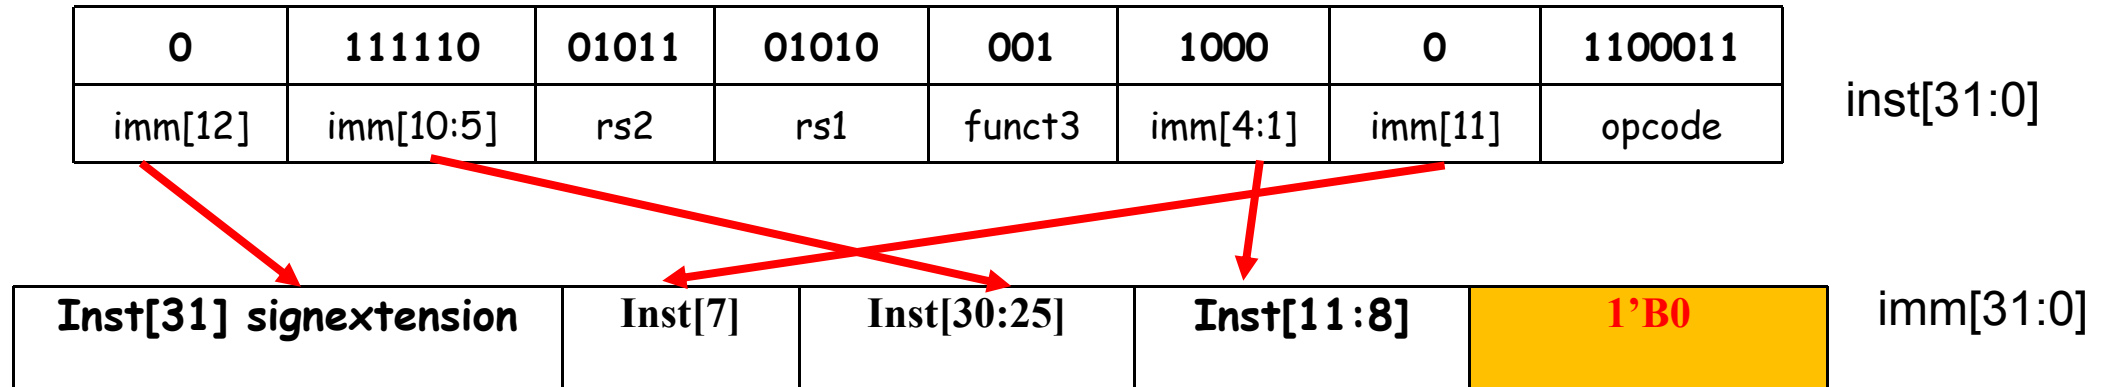 0 111110 01011 01010 001 1000 0 1100011
imm[12] imm[10:5] rs2 rs1 funct3 imm[4:1] imm[11] opcode
inst[31:0]
Inst[31] signextension Inst[7] Inst[30:25] Inst[11:8] 1’B0
imm[31:0]